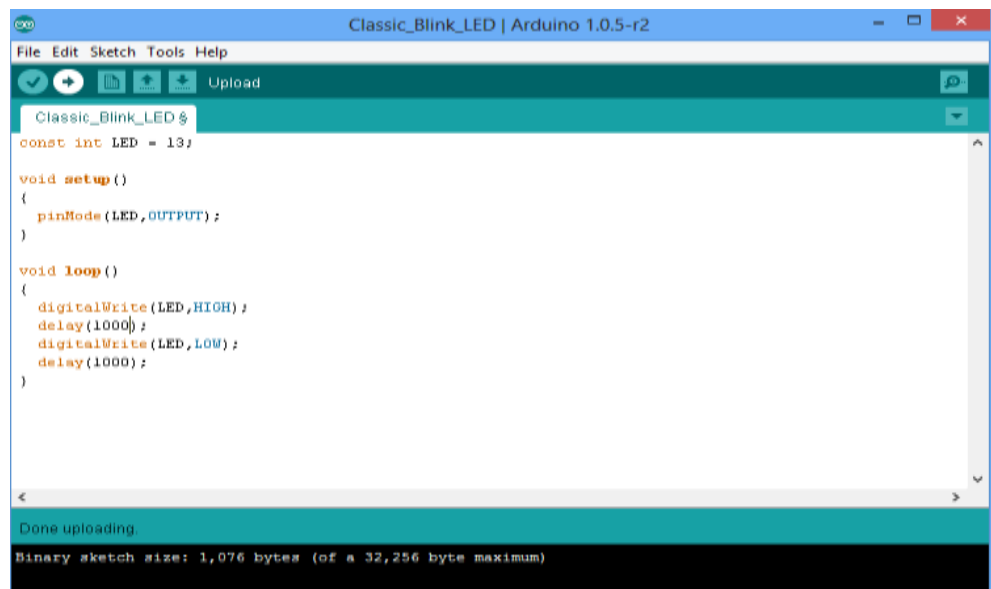 Classic_Blink_LED | Arduino 1.0.5-r2
File Edit Sketch Tools Help
Upload
Classic_Blink_LED §
const int LED = 13;
void setup()
{
pinMode(LED,OUTPUT);
}
void loop()
{
digitalWrite(LED,HIGH);
delay(1000);
digitalWrite(LED,LOW);
delay(1000);
}
Done uploading.
Binary sketch size: 1,076 bytes (of a 32,256 byte maximum)